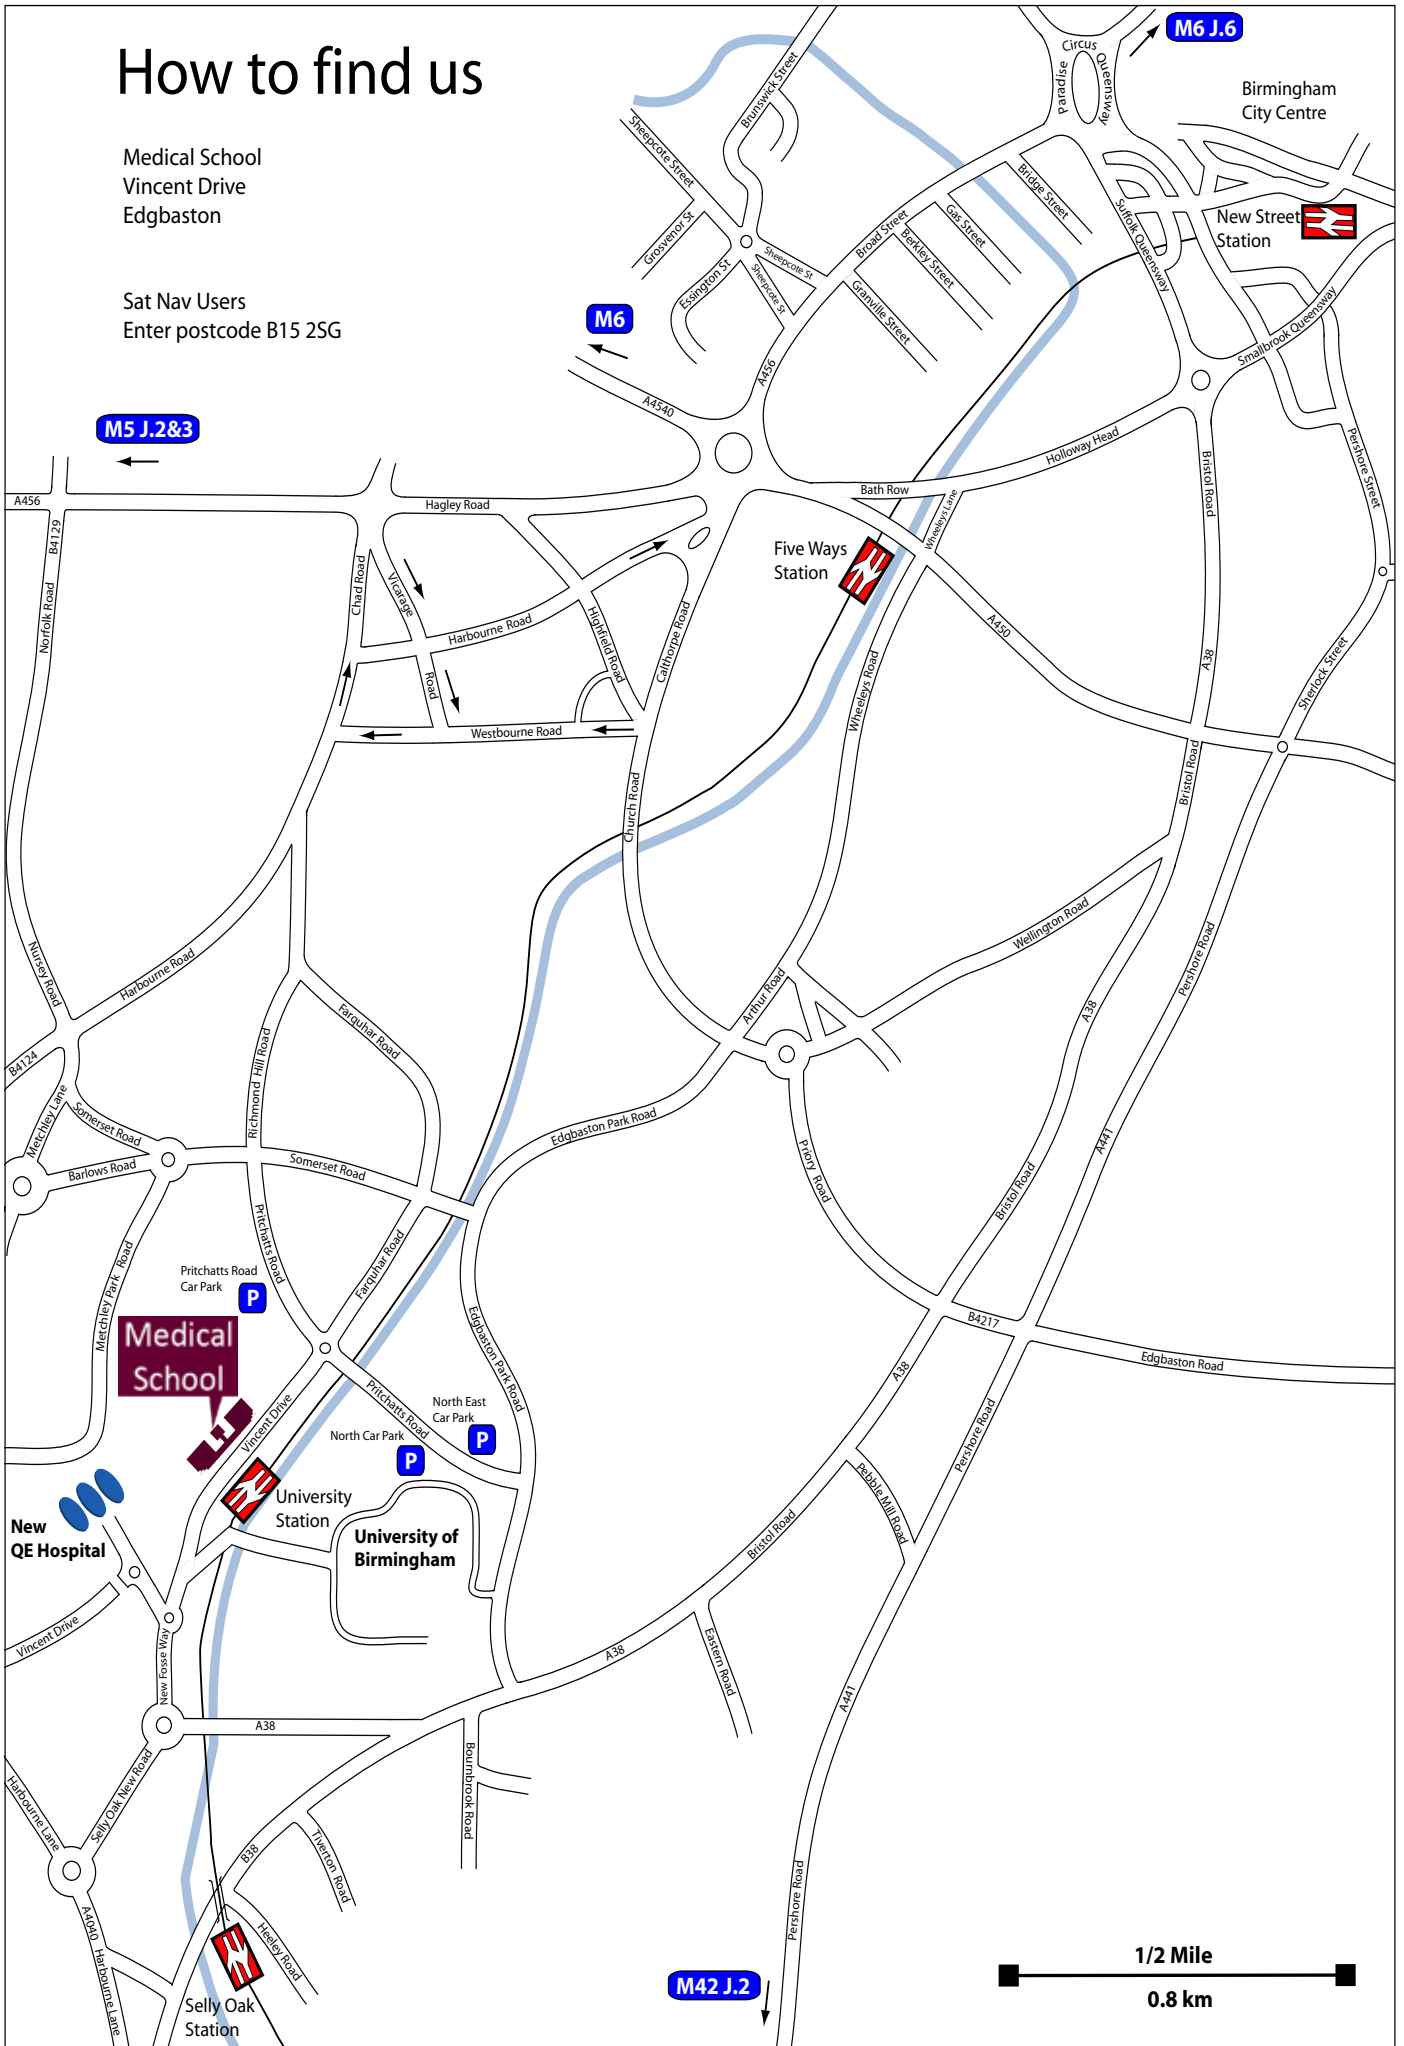 How to find us
Medical School
Vincent Drive
Edgbaston
Sat Nav Users
Enter postcode B15 2SG
M6 J.6
Birmingham
City Centre
Paradise
Circus
Queensway
Brunswick Street
Sheepcote Street
Grosvenor St
Essington St
Sheepcote St
Sheepcote St
Broad Street
Bridge Street
Gas Street
Berkley Street
Granville Street
Suffolk Queensway
New Street
Station
Smallbrook Queensway
M6
A4540
A456
M5 J.2&3
A456
Hagley Road
Bath Row
Holloway Head
Bristol Road
Pershore Street
B4129
Norfolk Road
Chad Road
Vicarage
Road
Harbourne Road
Highfield Road
Calthorpe Road
Five Ways
Station
Wheeleys Lane
Wheeleys Road
A450
A38
Sherlock Street
Westbourne Road
Church Road
Bristol Road
Wellington Road
Pershore Road
Nursey Road
Harbourne Road
Arthur Road
A38
B4124
Richmond Hill Road
Farquhar Road
Metchley Lane
Somerset Road
Barlows Road
Somerset Road
Edgbaston Park Road
Priory Road
Bristol Road
A441
Pritchatts Road
Farquhar Road
Metchley Park Road
Pritchatts Road
Car Park
P
Medical
School
Edgbaston Park Road
B4217
Edgbaston Road
A38
Vincent Drive
Pritchatts Road
North East
Car Park
P
North Car Park
P
Pershore Road
Pebble Mill Road
University
Station
New
QE Hospital
University of
Birmingham
Bristol Road
Vincent Drive
New Fosse Way
A38
Eastern Road
A441
A38
Harbourne Lane
Selly Oak New Road
Bournbrook Road
B38
Tiverton Road
A4040
Harbourne Lane
Heeley Road
Pershore Road
Selly Oak
Station
M42 J.2
1/2 Mile
0.8 km